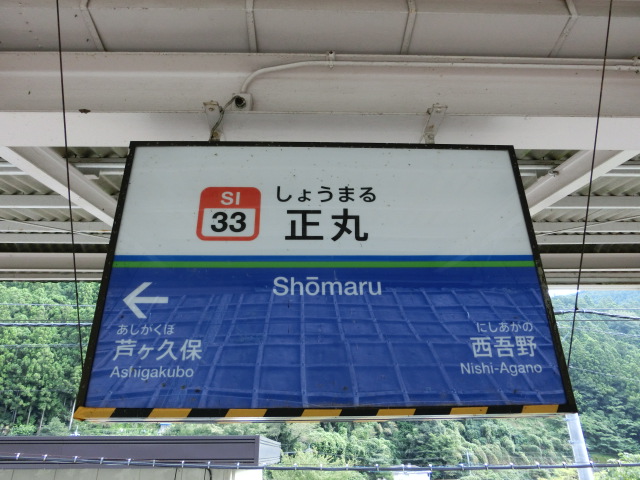 SI
33
しょうまる
正丸
Shōmaru
←
あしかくぼ
芦ヶ久保
Ashigakubo
にしあがの
西吾野
Nishi-Agano